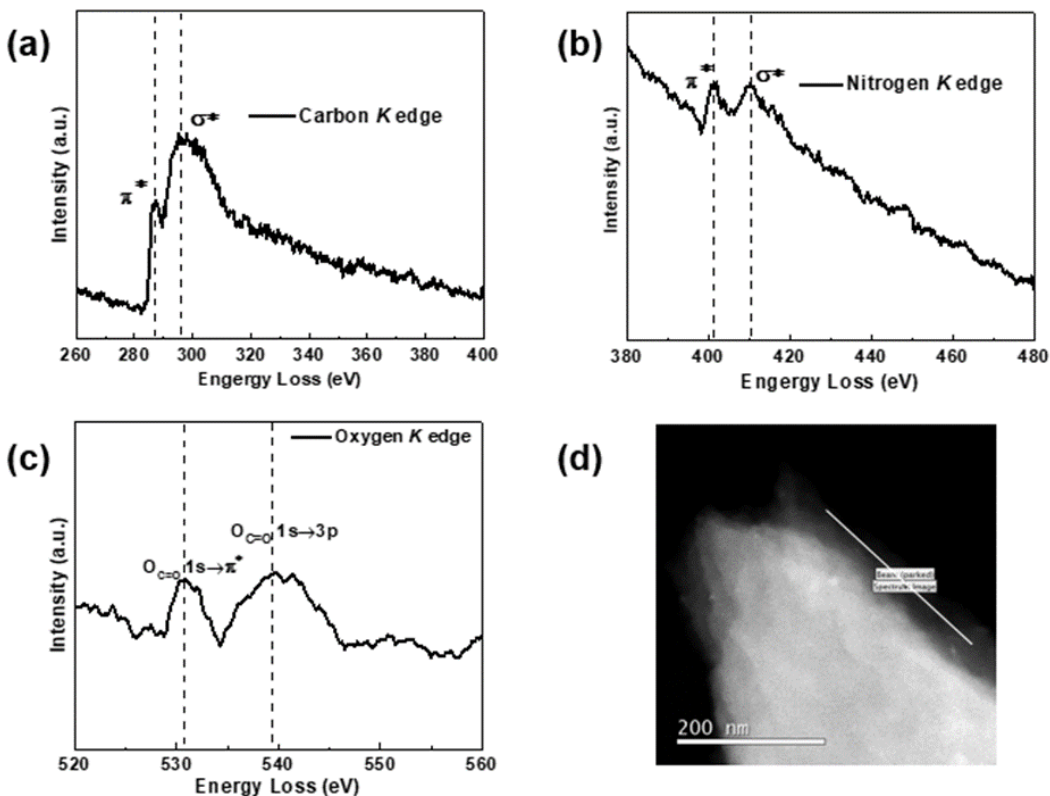 (a)
π*
σ*
Carbon K edge
Intensity (a.u.)
260 280 300 320 340 360 380 400
Engergy Loss (eV)
(b)
π*
σ*
Nitrogen K edge
Intensity (a.u.)
380 400 420 440 460 480
Engergy Loss (eV)
(c)
Oxygen K edge
O_C=O 1s→3p
O_C=O 1s→π*
Intensity (a.u.)
520 530 540 550 560
Energy Loss (eV)
(d)
Beam (parked)
Spectrum Image
200 nm